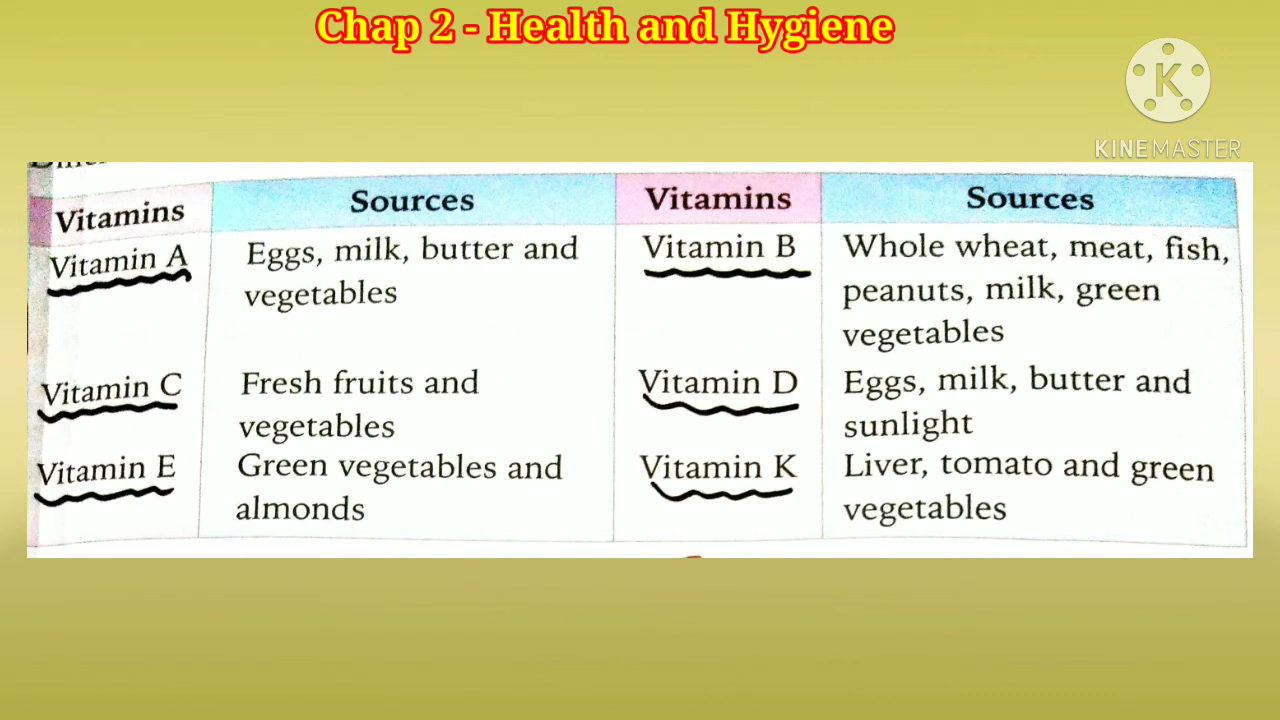 Chap 2 - Health and Hygiene
K
KINEMASTER
Vitamins Sources Vitamins Sources
Vitamin A Eggs, milk, butter and Vitamin B Whole wheat, meat, fish,
vegetables peanuts, milk, green
vegetables
Vitamin C Fresh fruits and Vitamin D Eggs, milk, butter and
vegetables sunlight
Vitamin E Green vegetables and Vitamin K Liver, tomato and green
almonds vegetables